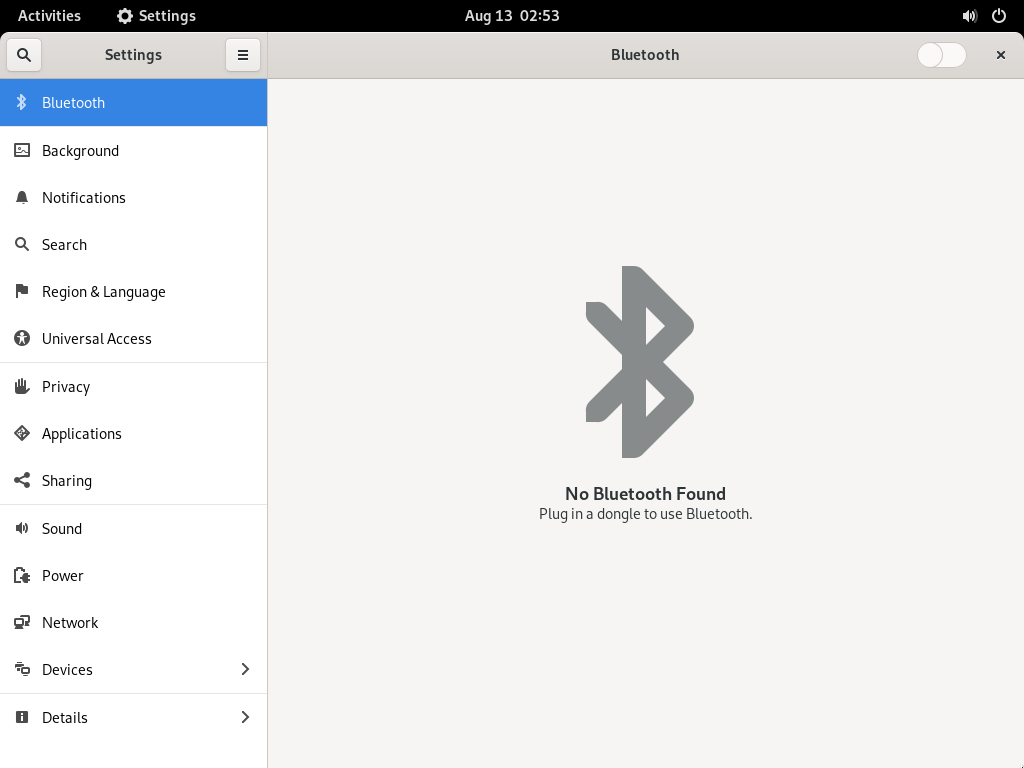 Activities
Settings
Aug 13 02:53
Settings
Bluetooth
Bluetooth
Background
Notifications
Search
Region & Language
Universal Access
Privacy
Applications
Sharing
Sound
Power
Network
Devices
Details
No Bluetooth Found
Plug in a dongle to use Bluetooth.